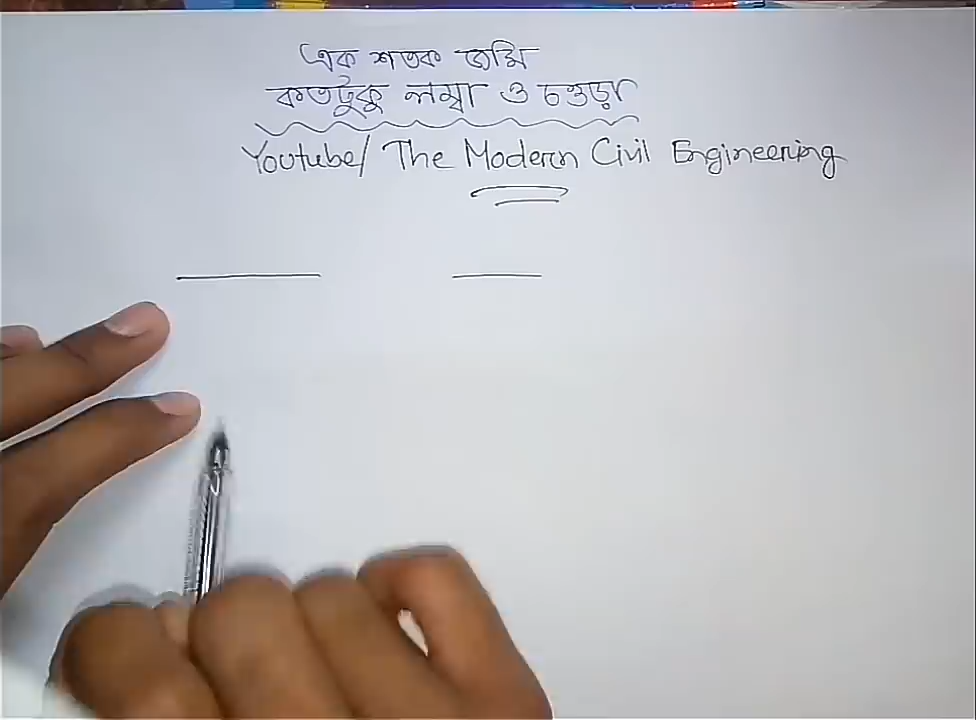 এক শতক জমি
কতটুকু লম্বা ও চওড়া
Youtube/ The Modern Civil Engineering